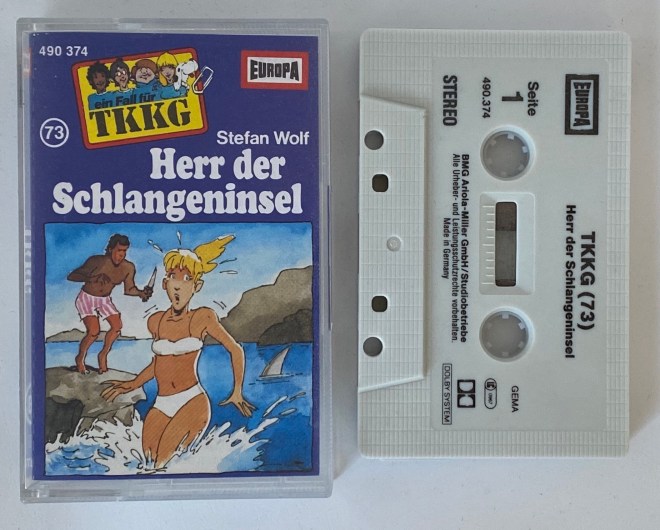 490 374
EUROPA
ein Fall für
TKKG
73
Stefan Wolf
Herr der
Schlangeninsel
EUROPA
Seite
1
490.374
STEREO
TKKG (73)
Herr der Schlangeninsel
BMG Ariola-Miller GmbH/Studiobetriebe
Alle Urheber- und Leistungsschutzrechte vorbehalten.
Made in Germany
GEMA
DOLBY SYSTEM